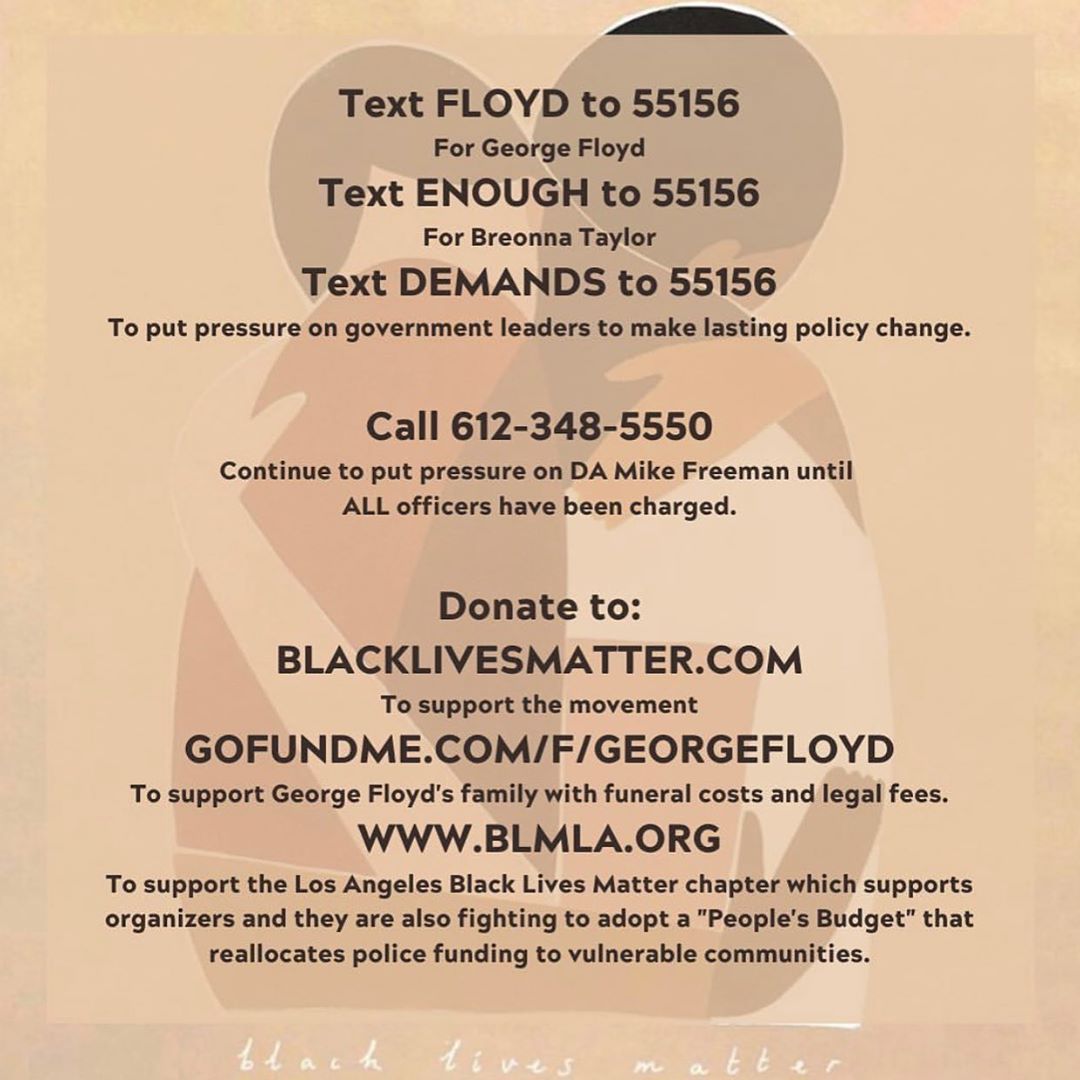 Text FLOYD to 55156
For George Floyd
Text ENOUGH to 55156
For Breonna Taylor
Text DEMANDS to 55156
To put pressure on government leaders to make lasting policy change.
Call 612-348-5550
Continue to put pressure on DA Mike Freeman until
ALL officers have been charged.
Donate to:
BLACKLIVESMATTER.COM
To support the movement
GOFUNDME.COM/F/GEORGEFLOYD
To support George Floyd's family with funeral costs and legal fees.
WWW.BLMLA.ORG
To support the Los Angeles Black Lives Matter chapter which supports
organizers and they are also fighting to adopt a "People's Budget" that
reallocates police funding to vulnerable communities.
black lives matter